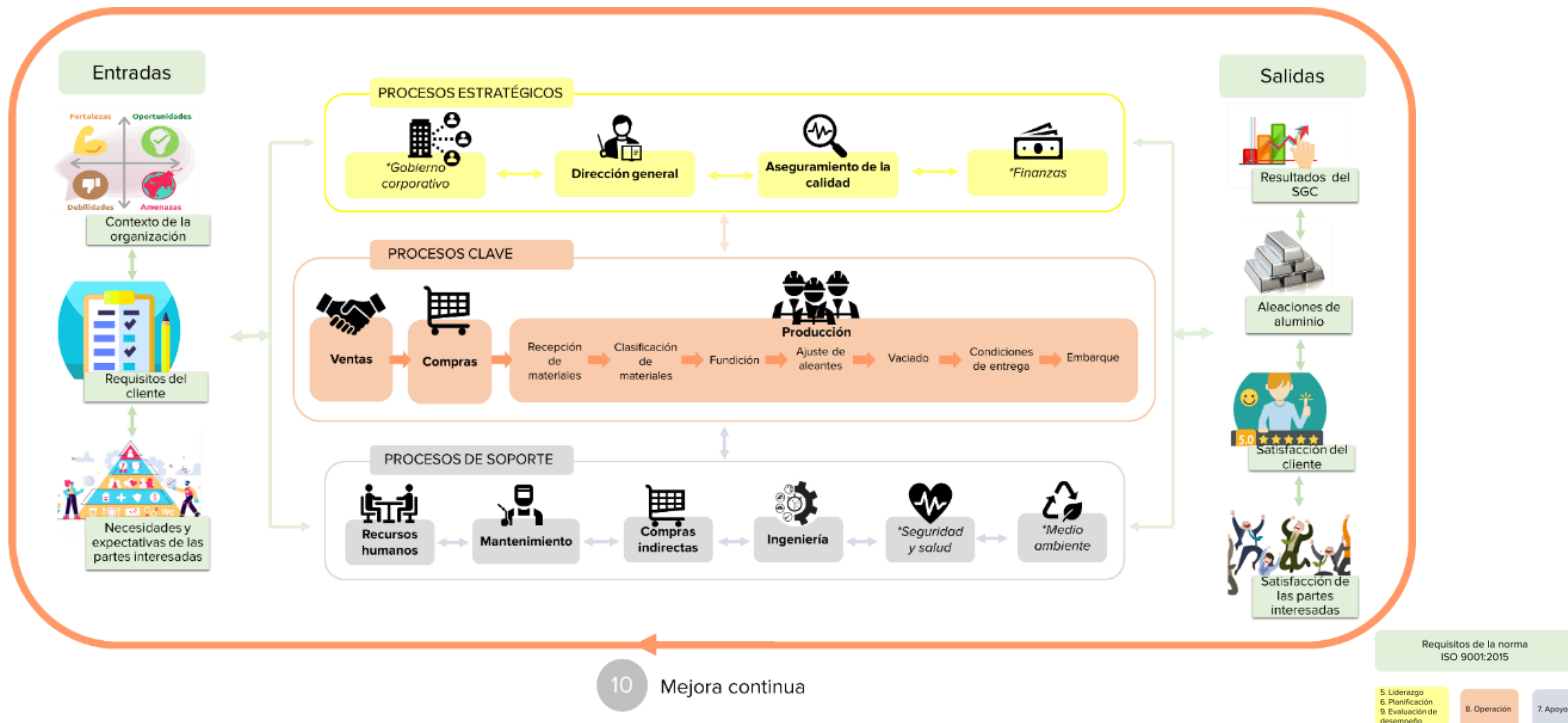 Entradas
Fortalezas
Oportunidades
Debilidades
Amenazas
Contexto de la
organización
Requisitos del
cliente
Necesidades y
expectativas de las
partes interesadas
PROCESOS ESTRATÉGICOS
*Gobierno
corporativo
Dirección general
Aseguramiento de la
calidad
*Finanzas
PROCESOS CLAVE
Ventas
Compras
Producción
Recepción
de
materiales
Clasificación
de
materiales
Fundición
Ajuste de
aleantes
Vaciado
Condiciones
de entrega
Embarque
PROCESOS DE SOPORTE
Recursos
humanos
Mantenimiento
Compras
indirectas
Ingeniería
*Seguridad
y salud
*Medio
ambiente
Salidas
Resultados del
SGC
Aleaciones de
aluminio
5.0
Satisfacción del
cliente
Satisfacción de
las partes
interesadas
10 Mejora continua
Requisitos de la norma
ISO 9001:2015
5. Liderazgo
6. Planificación
9. Evaluación de
desempeño
8. Operación
7. Apoyo